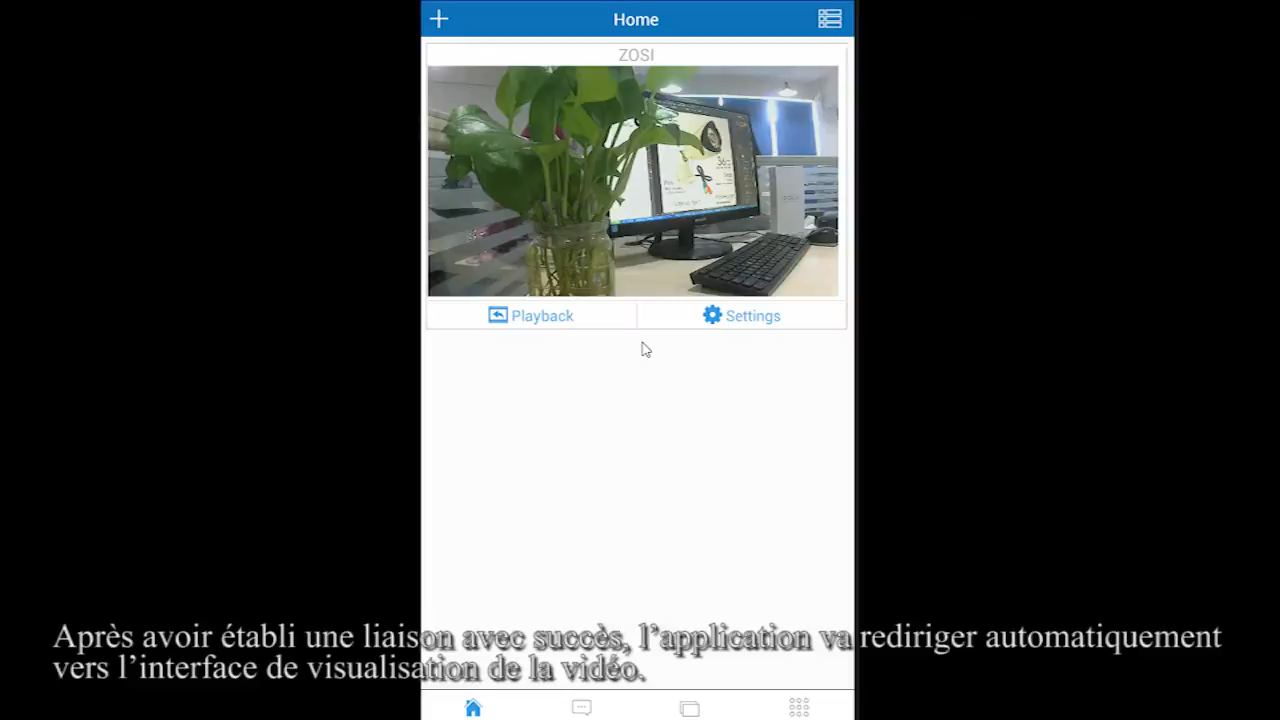 Home
ZOSI
Playback
Settings
Après avoir établi une liaison avec succès, l’application va rediriger automatiquement
vers l’interface de visualisation de la vidéo.